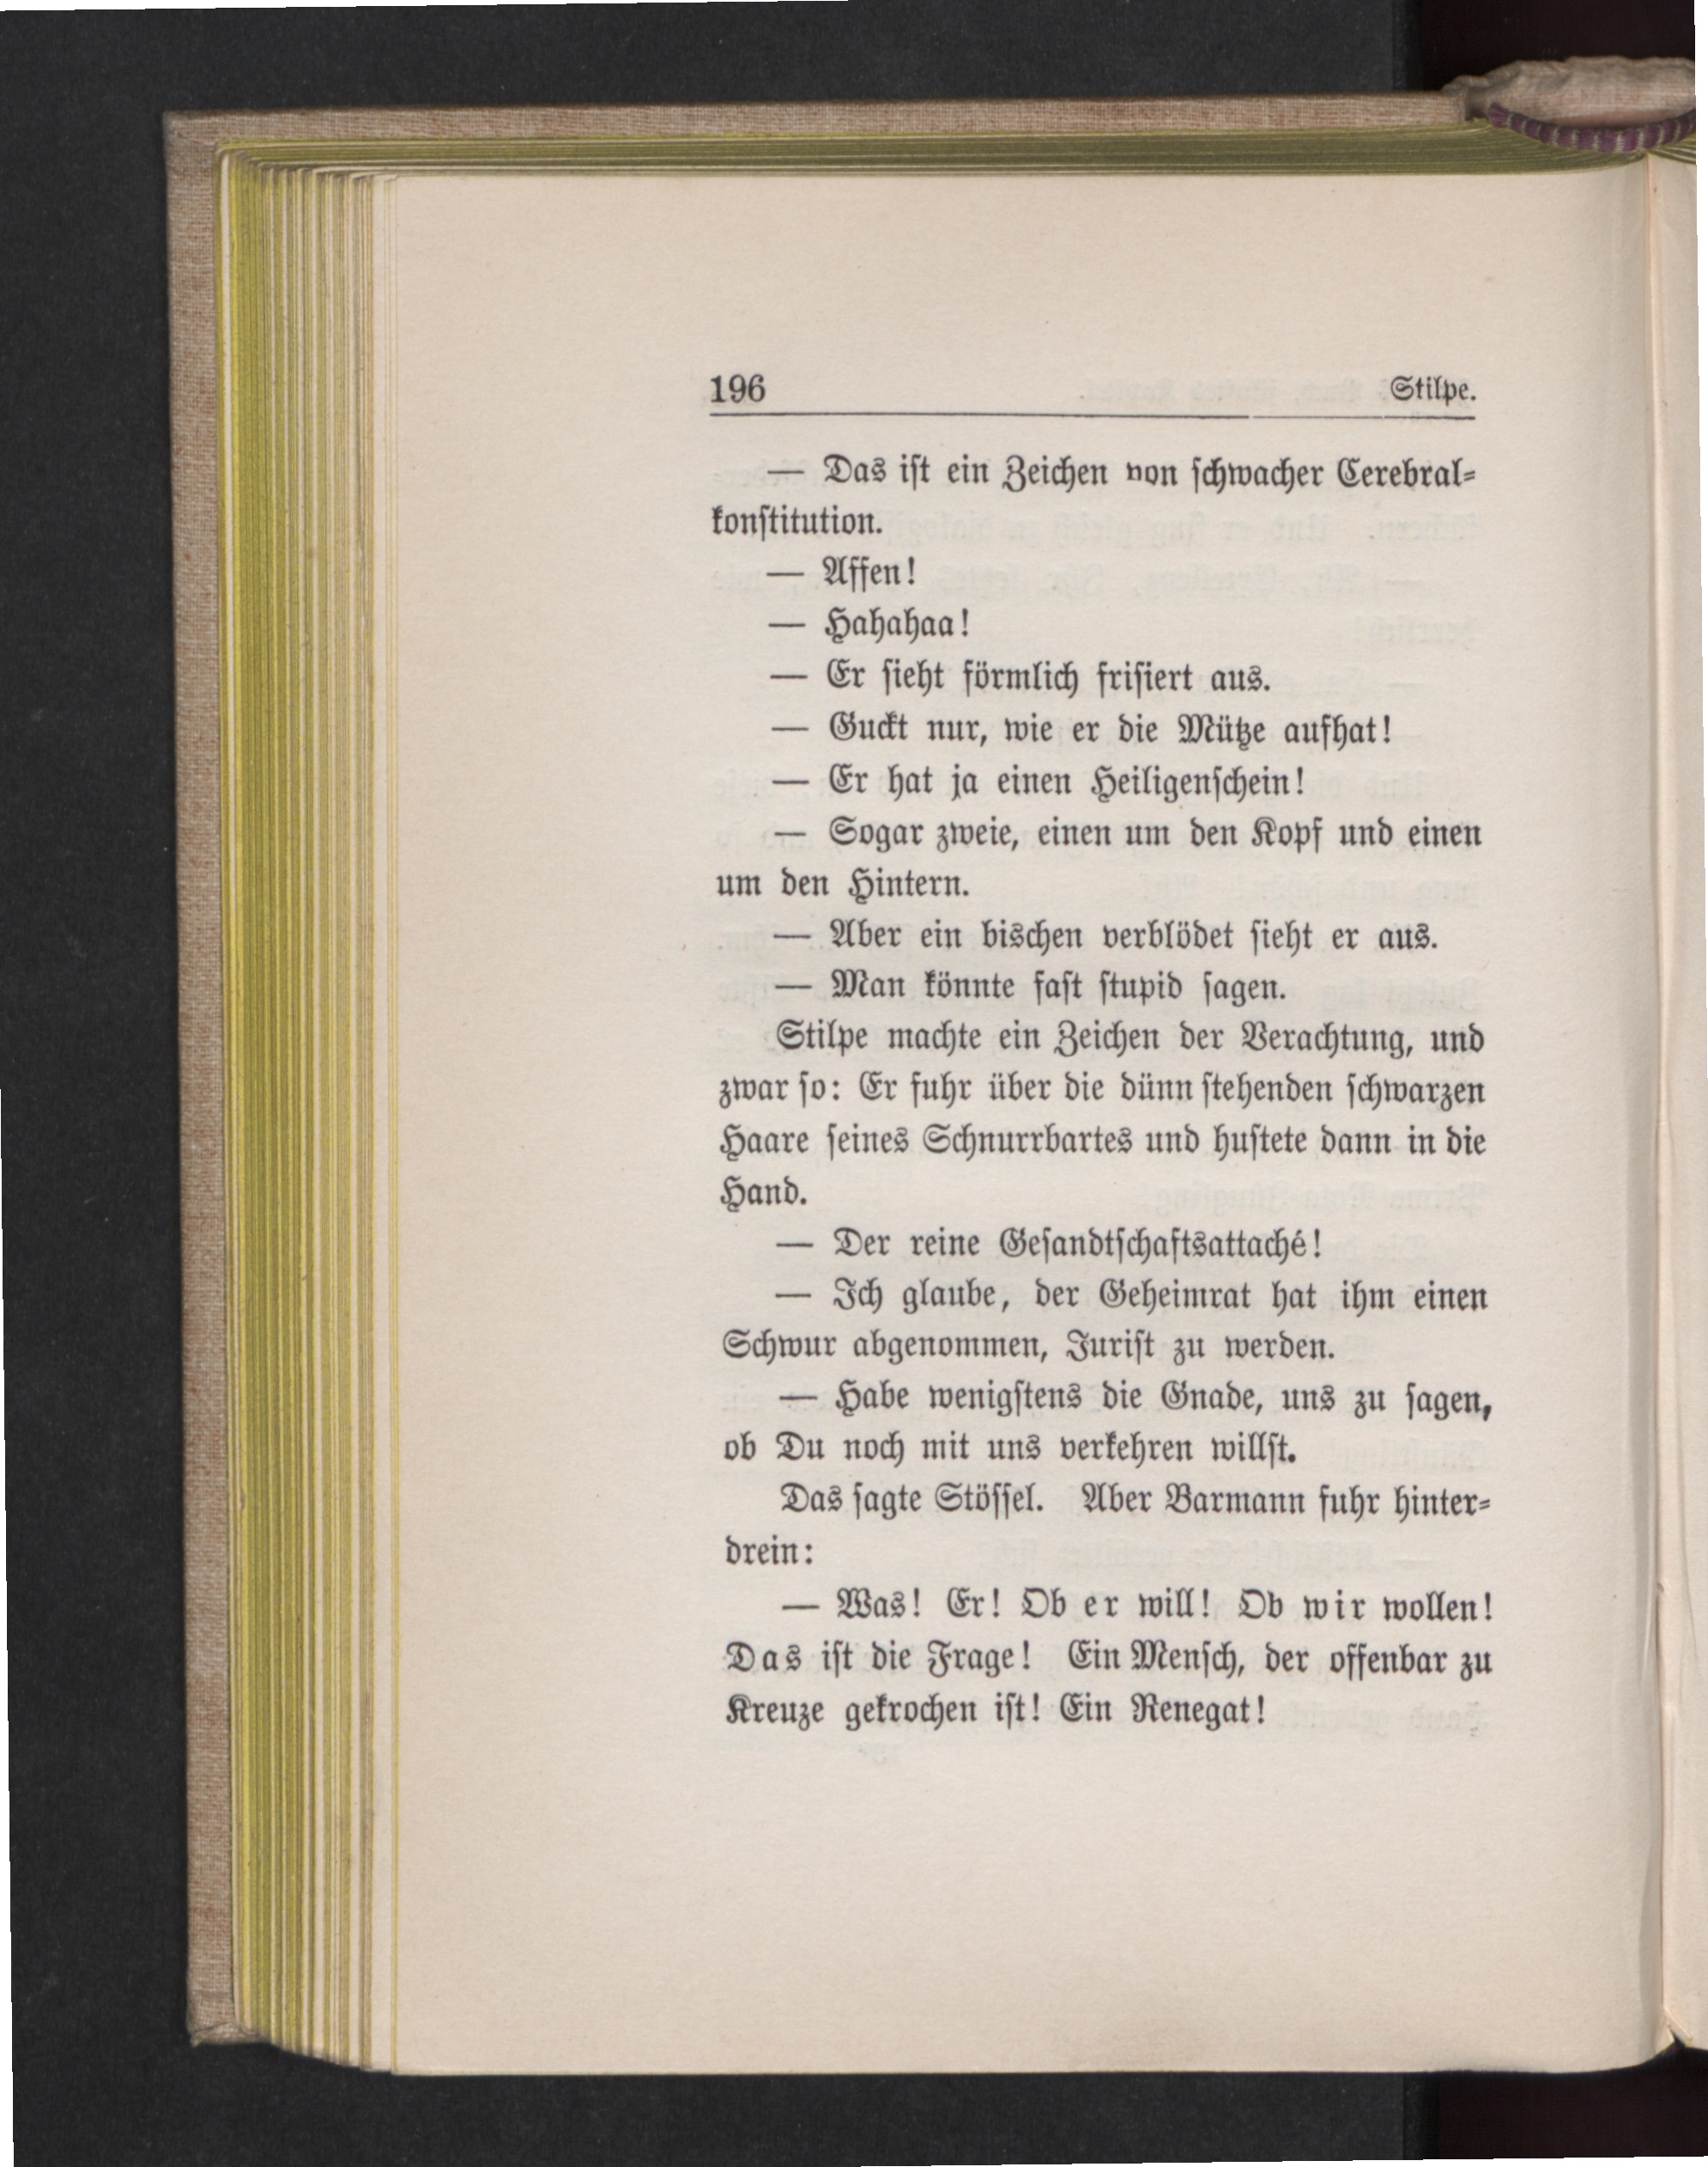 196 Stilpe.
— Das iſt ein Zeichen von ſchwacher Cerebral⸗
konſtitution.
— Affen!
— Hahahaa!
— Er ſieht förmlich friſiert aus.
— Guckt nur, wie er die Mütze aufhat!
— Er hat ja einen Heiligenſchein!
— Sogar zweie, einen um den Kopf und einen
um den Hintern.
— Aber ein bischen verblödet ſieht er aus.
— Man könnte faſt ſtupid ſagen.
Stilpe machte ein Zeichen der Verachtung, und
zwar ſo: Er fuhr über die dünn ſtehenden ſchwarzen
Haare ſeines Schnurrbartes und huſtete dann in die
Hand.
— Der reine Geſandtſchaftsattaché!
— Ich glaube, der Geheimrat hat ihm einen
Schwur abgenommen, Juriſt zu werden.
— Habe wenigſtens die Gnade, uns zu ſagen,
ob Du noch mit uns verkehren willſt.
Das ſagte Stöſſel. Aber Barmann fuhr hinter⸗
drein:
— Was! Er! Ob er will! Ob wir wollen!
Das iſt die Frage! Ein Menſch, der offenbar zu
Kreuze gekrochen iſt! Ein Renegat!